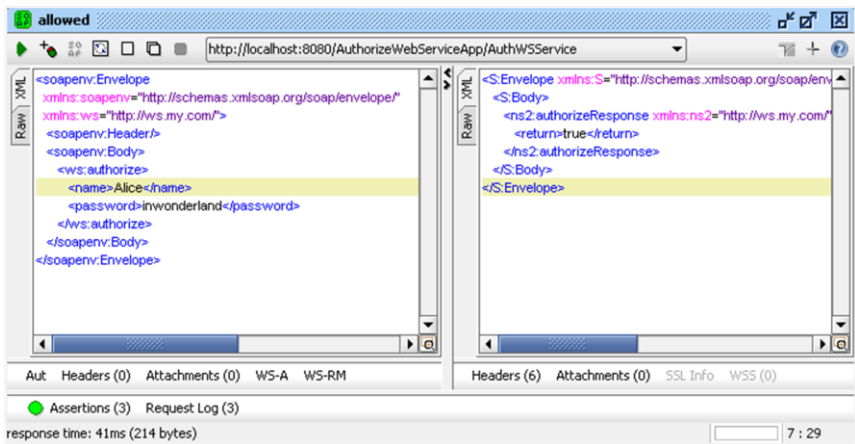 allowed
http://localhost:8080/AuthorizeWebServiceApp/AuthWSService
XML
Raw
<soapenv:Envelope
xmlns:soapenv="http://schemas.xmlsoap.org/soap/envelope/"
xmlns:ws="http://ws.my.com/">
<soapenv:Header/>
<soapenv:Body>
<ws:authorize>
<name>Alice</name>
<password>inwonderland</password>
</ws:authorize>
</soapenv:Body>
</soapenv:Envelope>
XML
Raw
<S:Envelope xmlns:S="http://schemas.xmlsoap.org/soap/env
<S:Body>
<ns2:authorizeResponse xmlns:ns2="http://ws.my.com/"
<return>true</return>
</ns2:authorizeResponse>
</S:Body>
</S:Envelope>
Aut Headers (0) Attachments (0) WS-A WS-RM
Headers (6) Attachments (0) SSL Info WSS (0)
Assertions (3) Request Log (3)
response time: 41ms (214 bytes)
7 : 29